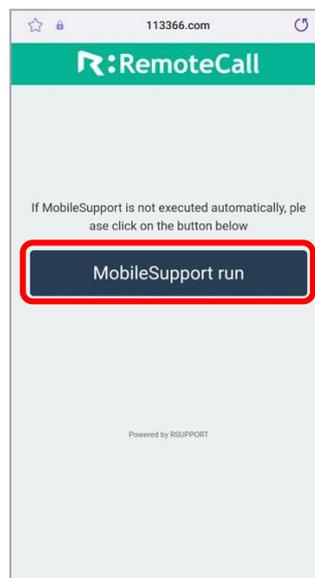 113366.com
R:RemoteCall
If MobileSupport is not executed automatically, ple
ase click on the button below
MobileSupport run
Powered by RSUPPORT